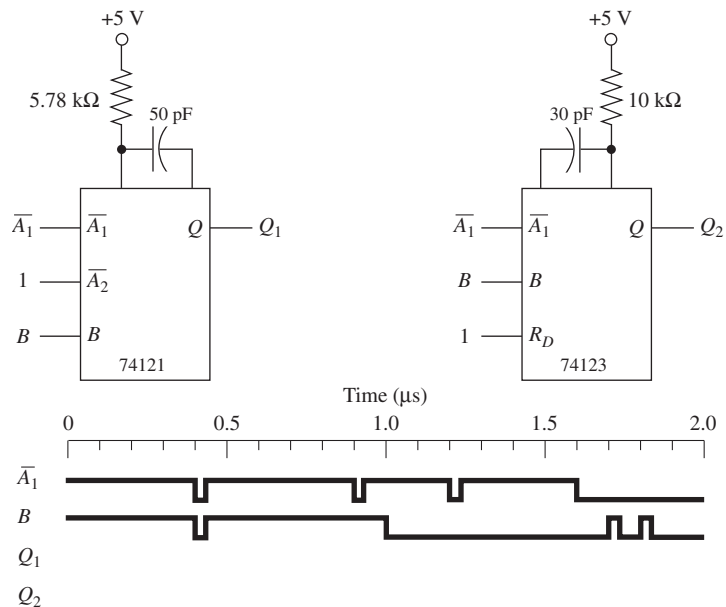 +5 V
+5 V
5.78 kΩ
50 pF
30 pF
10 kΩ
A̅₁ A̅₁ Q Q₁
A̅₁ A̅₁ Q Q₂
1 A̅₂
B B
B B
1 R_D
74121
74123
Time (μs)
0 0.5 1.0 1.5 2.0
A̅₁
B
Q₁
Q₂